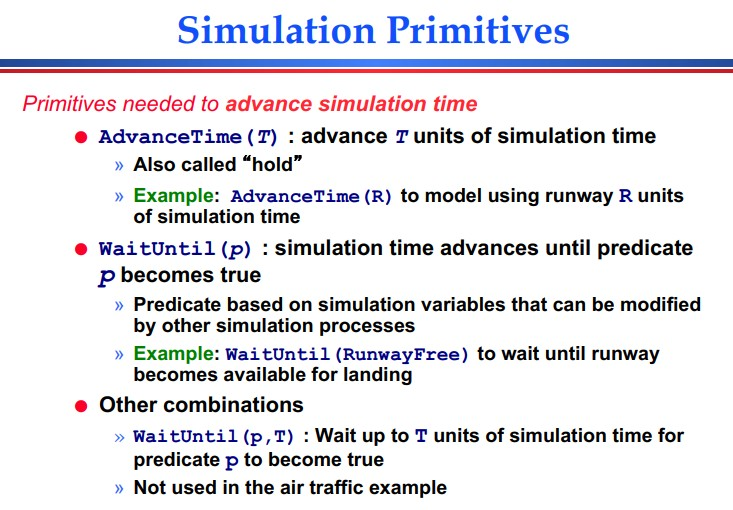 Simulation Primitives
Primitives needed to advance simulation time
● AdvanceTime(T) : advance T units of simulation time
» Also called “hold”
» Example: AdvanceTime(R) to model using runway R units
of simulation time
● WaitUntil(p) : simulation time advances until predicate
p becomes true
» Predicate based on simulation variables that can be modified
by other simulation processes
» Example: WaitUntil(RunwayFree) to wait until runway
becomes available for landing
● Other combinations
» WaitUntil(p,T) : Wait up to T units of simulation time for
predicate p to become true
» Not used in the air traffic example